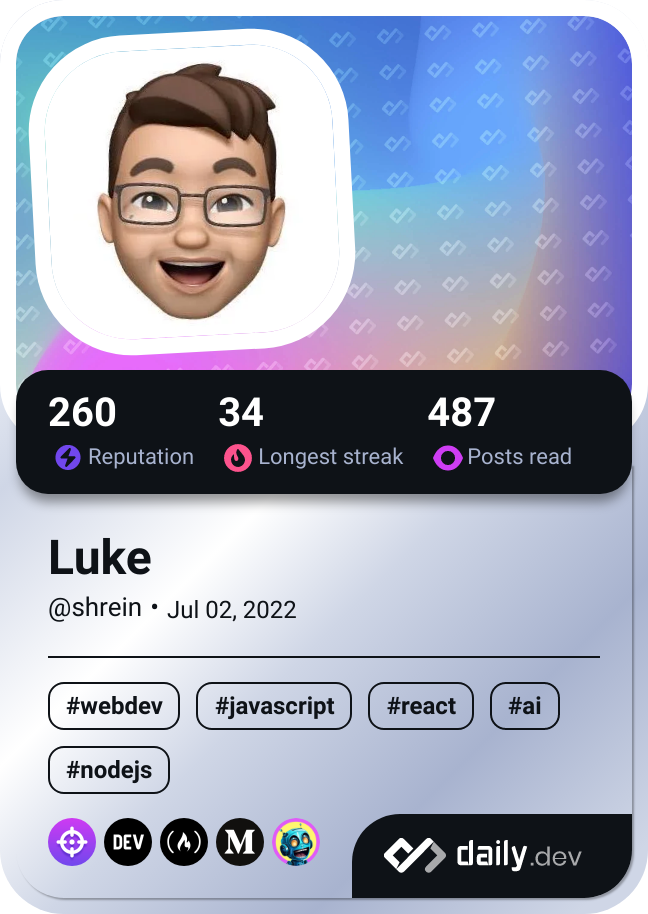 260 34 487
Reputation Longest streak Posts read
Luke
@shrein • Jul 02, 2022
#webdev #javascript #react #ai
#nodejs
DEV M daily.dev